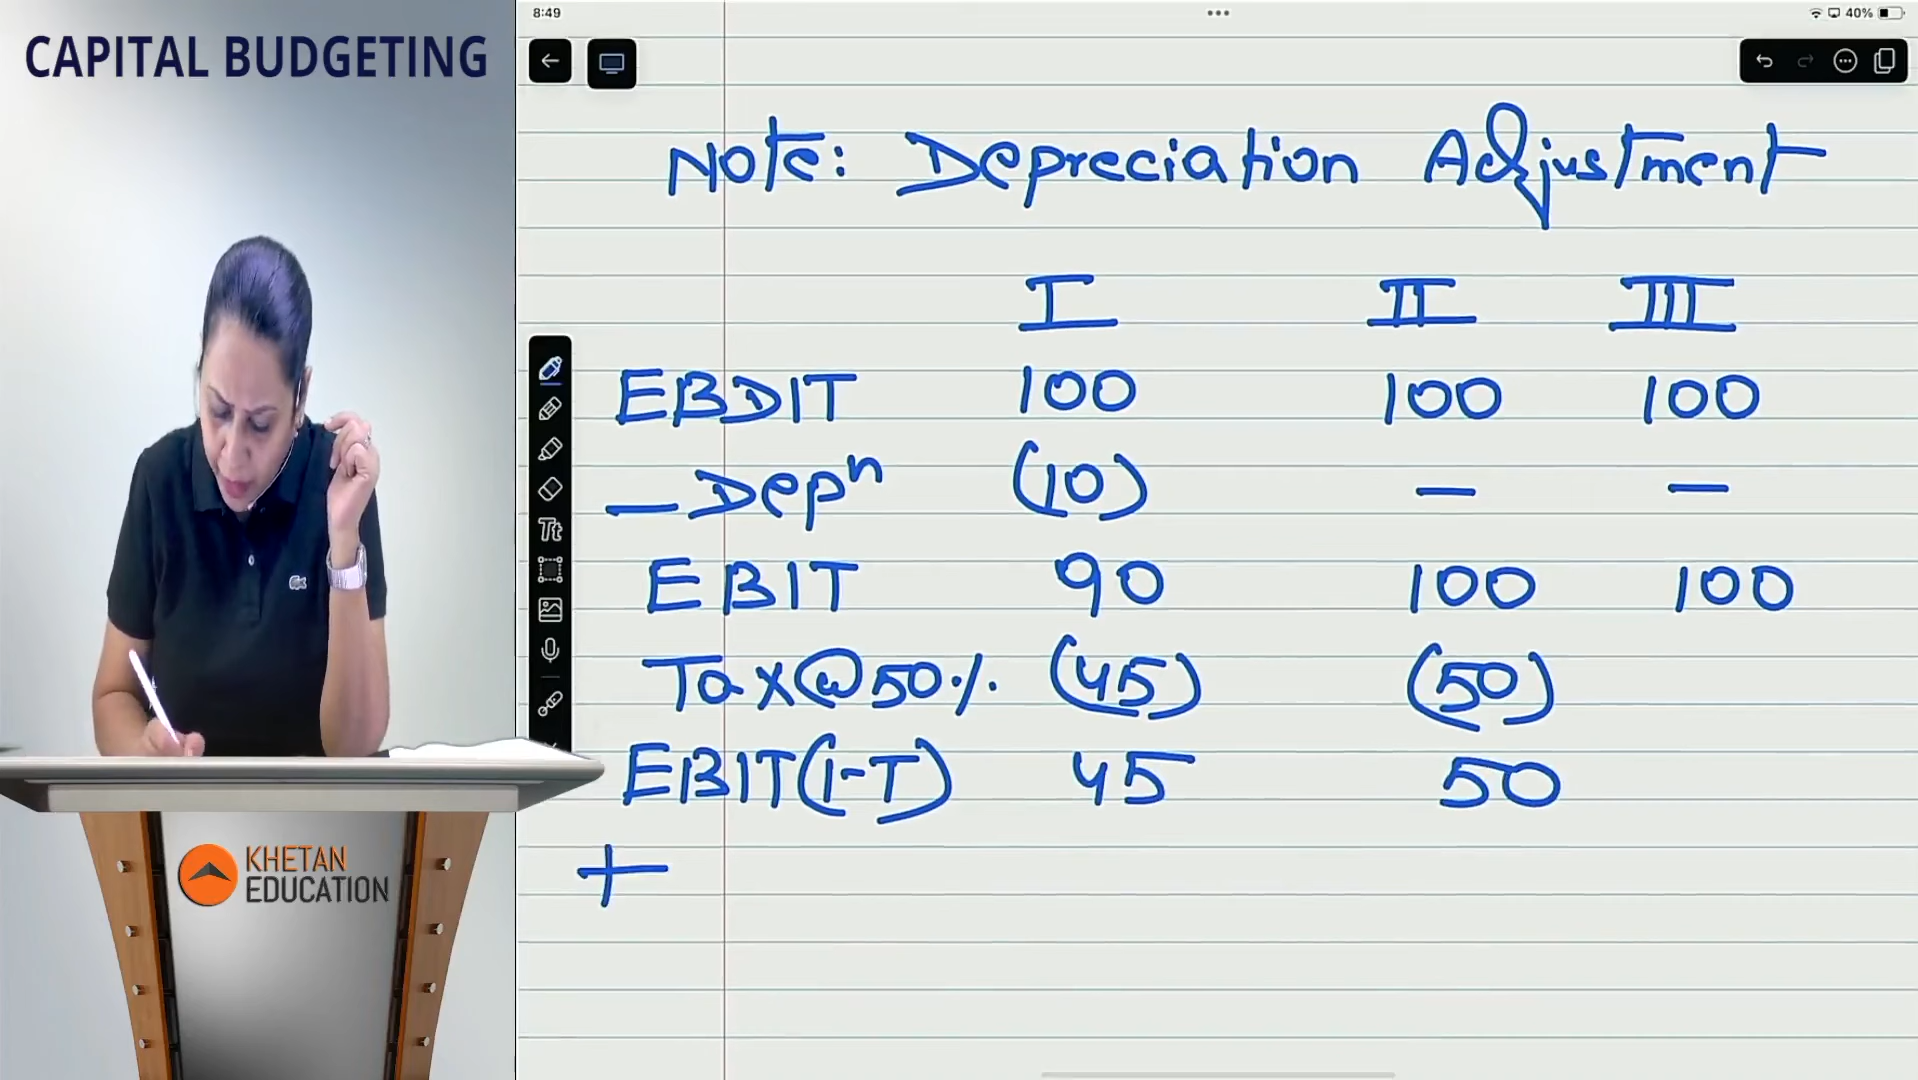 CAPITAL BUDGETING
8:49
40%
Note: Depreciation Adjustment
I II III
EBDIT 100 100 100
– Depⁿ (10) – –
EBIT 90 100 100
Tax@50% (45) (50)
EBIT(1-T) 45 50
+
Tt
KHETAN
EDUCATION